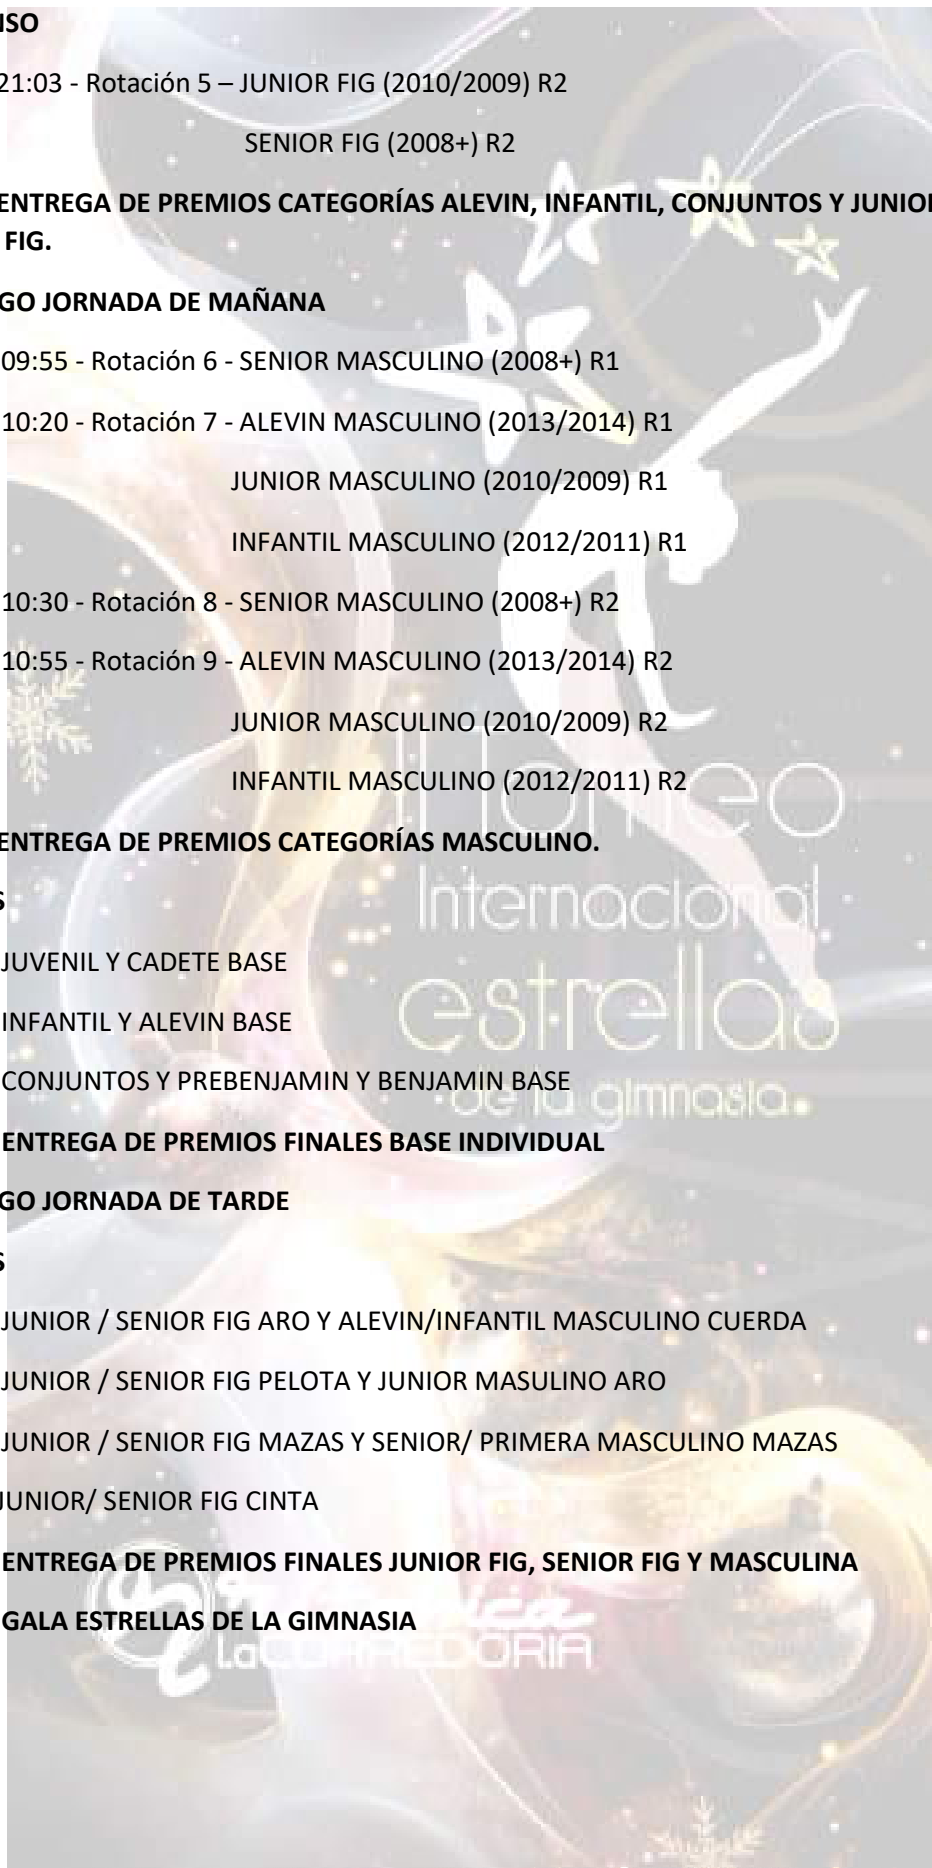 ISO
21:03 - Rotación 5 – JUNIOR FIG (2010/2009) R2
SENIOR FIG (2008+) R2
ENTREGA DE PREMIOS CATEGORÍAS ALEVIN, INFANTIL, CONJUNTOS Y JUNIOR
FIG.
GO JORNADA DE MAÑANA
09:55 - Rotación 6 - SENIOR MASCULINO (2008+) R1
10:20 - Rotación 7 - ALEVIN MASCULINO (2013/2014) R1
JUNIOR MASCULINO (2010/2009) R1
INFANTIL MASCULINO (2012/2011) R1
10:30 - Rotación 8 - SENIOR MASCULINO (2008+) R2
10:55 - Rotación 9 - ALEVIN MASCULINO (2013/2014) R2
JUNIOR MASCULINO (2010/2009) R2
INFANTIL MASCULINO (2012/2011) R2
ENTREGA DE PREMIOS CATEGORÍAS MASCULINO.
S
JUVENIL Y CADETE BASE
INFANTIL Y ALEVIN BASE
CONJUNTOS Y PREBENJAMIN Y BENJAMIN BASE
ENTREGA DE PREMIOS FINALES BASE INDIVIDUAL
GO JORNADA DE TARDE
S
JUNIOR / SENIOR FIG ARO Y ALEVIN/INFANTIL MASCULINO CUERDA
JUNIOR / SENIOR FIG PELOTA Y JUNIOR MASULINO ARO
JUNIOR / SENIOR FIG MAZAS Y SENIOR/ PRIMERA MASCULINO MAZAS
JUNIOR/ SENIOR FIG CINTA
ENTREGA DE PREMIOS FINALES JUNIOR FIG, SENIOR FIG Y MASCULINA
GALA ESTRELLAS DE LA GIMNASIA
Internacional
estrellas
de la gimnasia
LaCORREDORIA